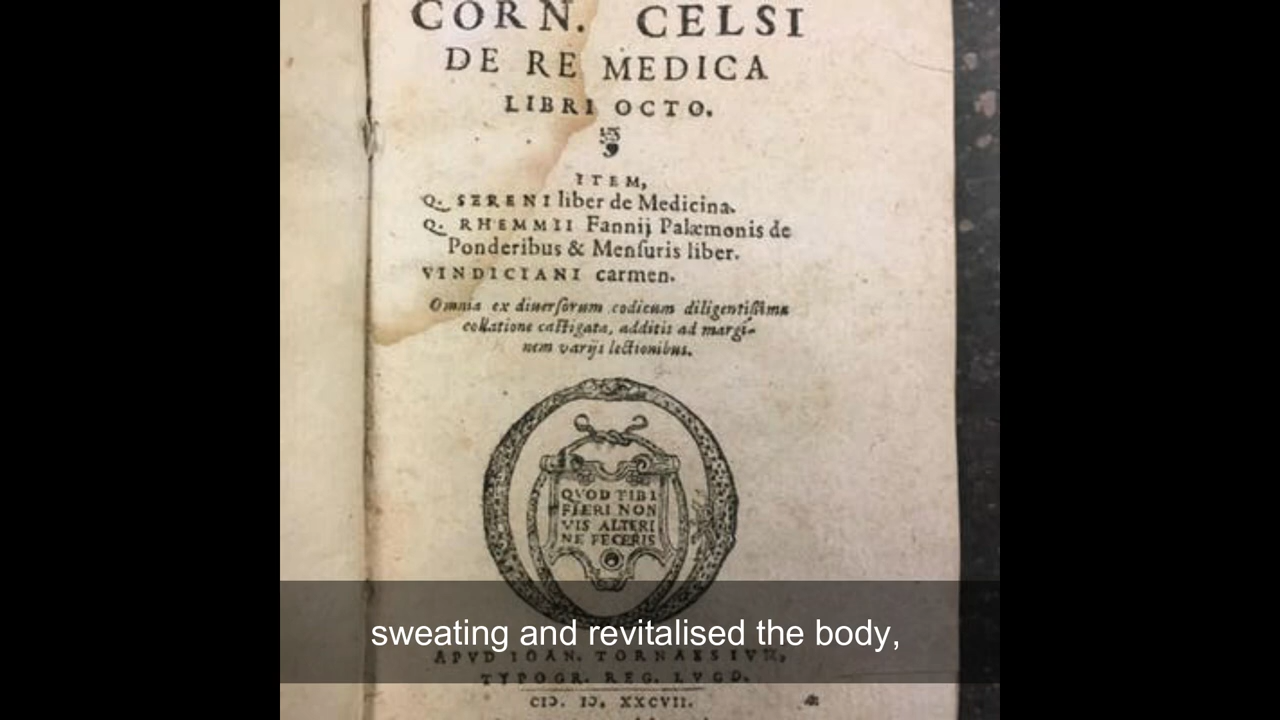 CORN. CELSI
DE RE MEDICA
LIBRI OCTO.
ITEM,
Q. SERENI liber de Medicina.
Q. RHEMMII Fannij Palæmonis de
Ponderibus & Menſuris liber.
VINDICIANI carmen.
Omnia ex diuerſorum codicum diligentiſſima
collatione caſtigata, additis ad margi-
nem varijs lectionibus.
QVOD TIBI
FIERI NON
VIS ALTERI
NE FECERIS
sweating and revitalised the body,
APVD IOAN. TORNAESIVM,
TYPOGR. REG. LVGD.
CIↃ. IↃ. XXCVII.